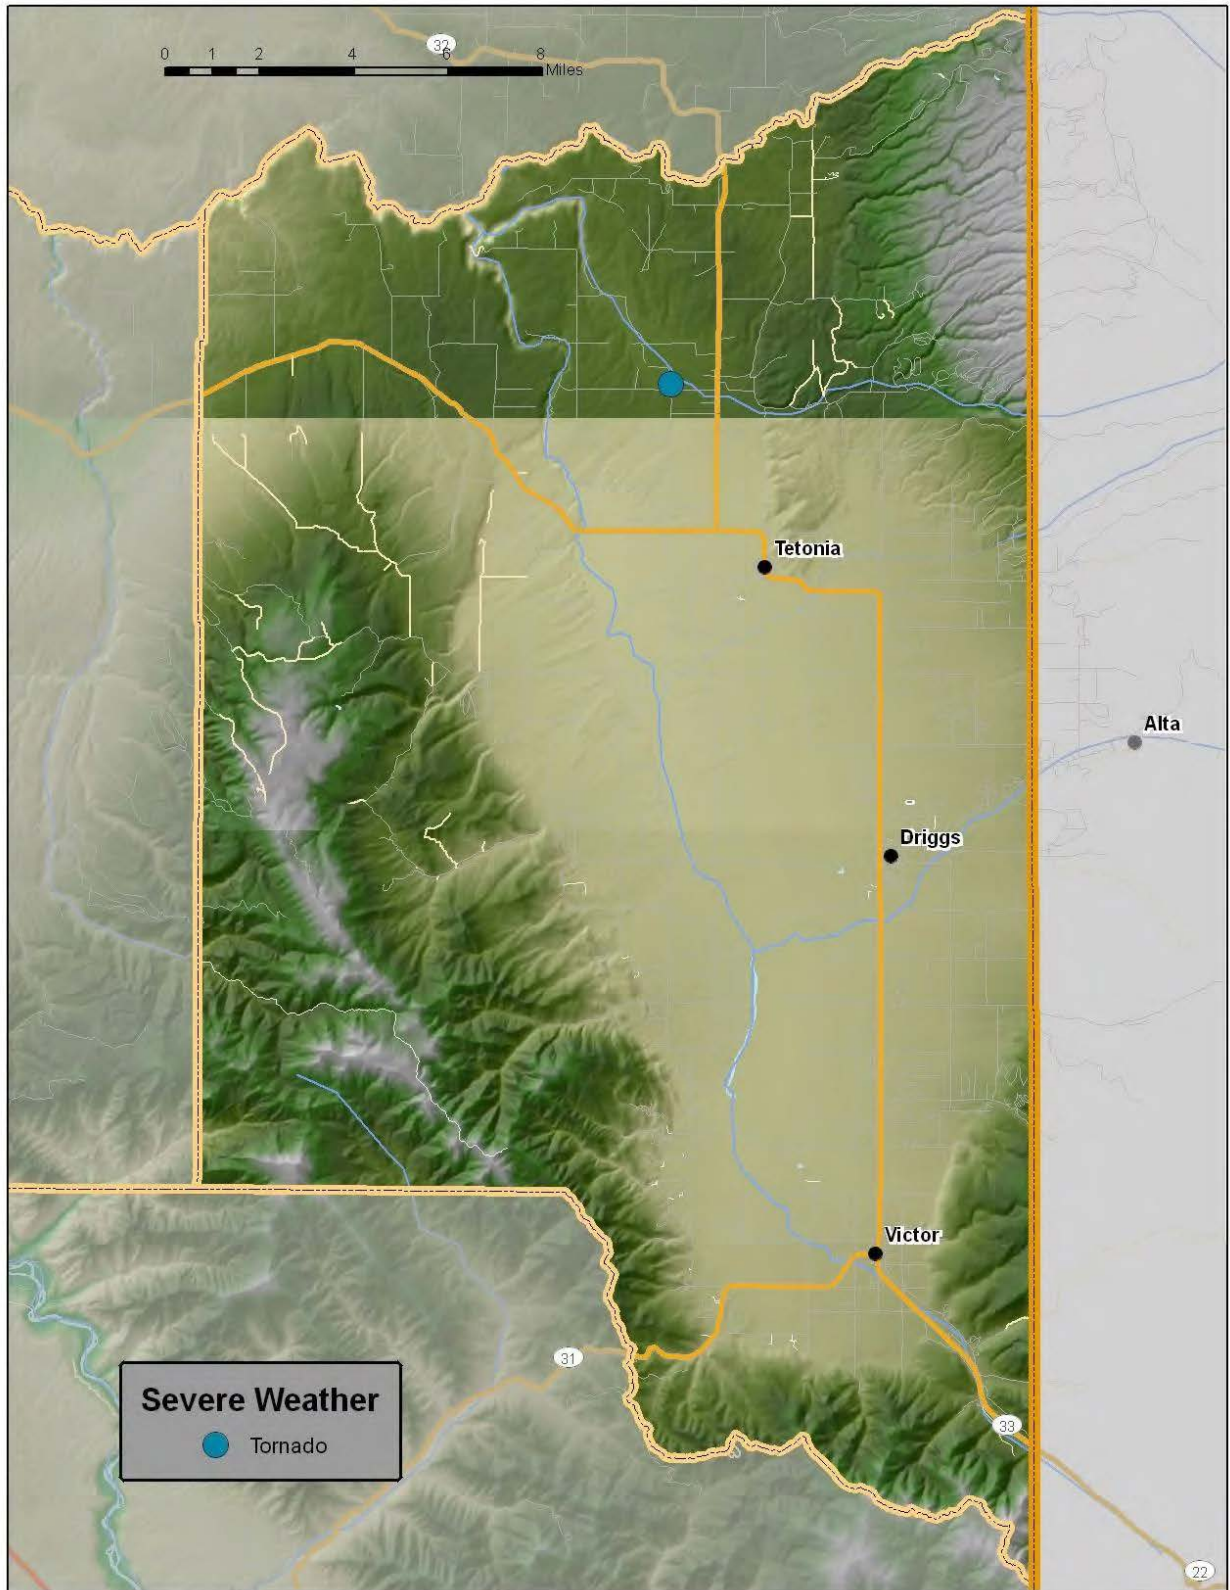 32
0 1 2 4 6 8
Miles
Tetonia
Alta
Driggs
Victor
31
Severe Weather
Tornado
33
22